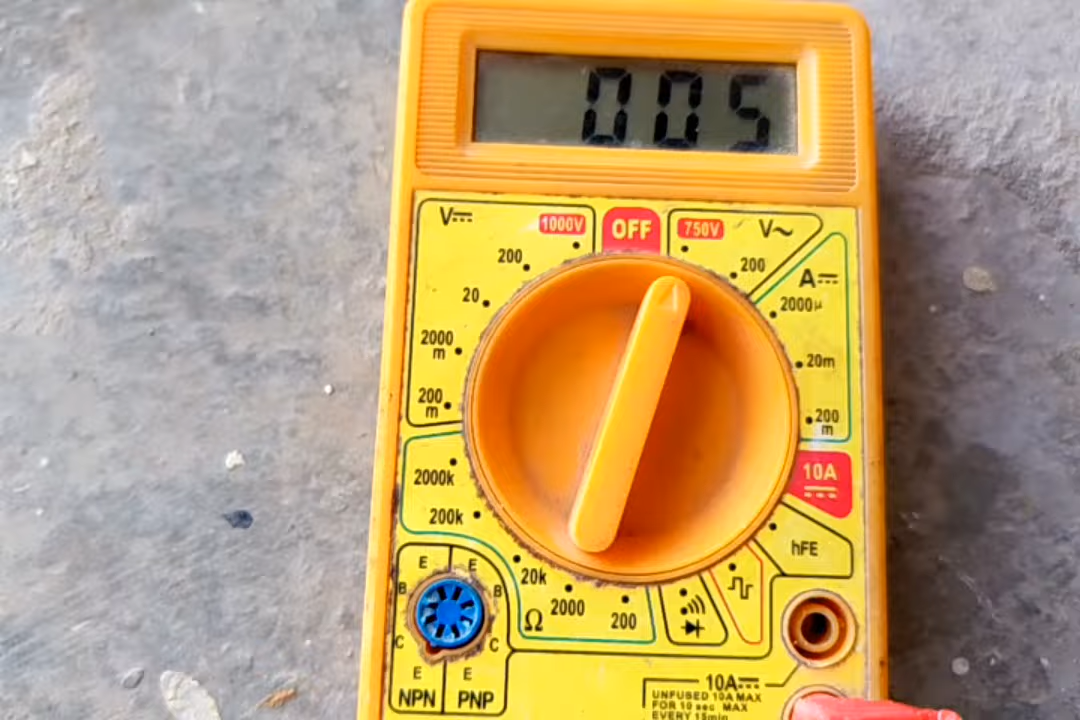 005
V⎓ 1000V OFF 750V V~
200 200
A⎓
20 2000µ
2000
m 20m
200
m 200
m
2000k 10A
200k
hFE
20k
Ω 2000 200
E E
B B
C C
E E
NPN PNP
10A⎓
UNFUSED 10A MAX
FOR 10 sec MAX
EVERY 15min